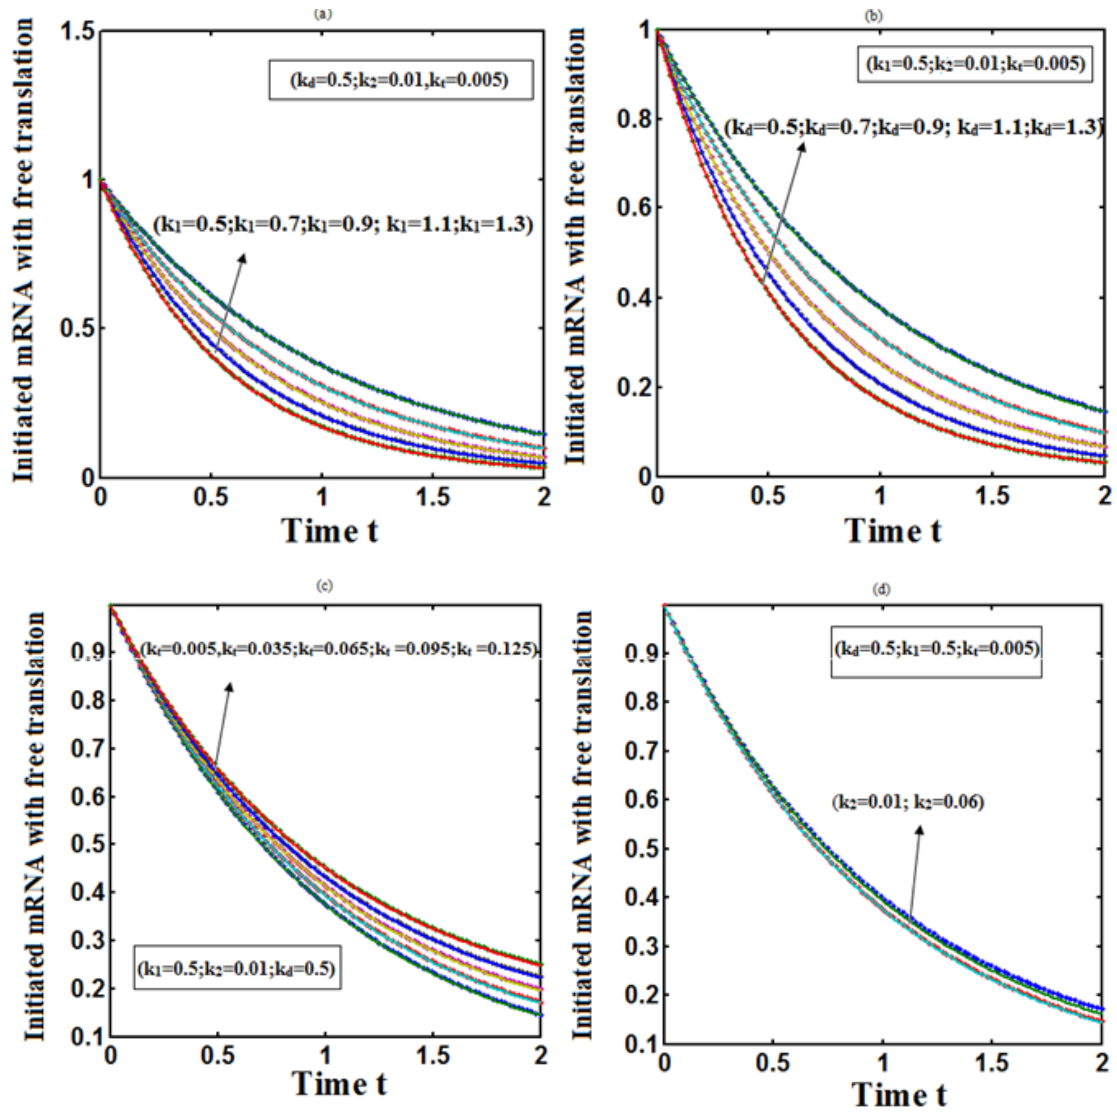 (a)
Initiated mRNA with free translation
1.5
1
0.5
0
(kd=0.5;k2=0.01,kt=0.005)
(k1=0.5;k1=0.7;k1=0.9; k1=1.1;k1=1.3)
0
0.5
1
1.5
2
Time t
(b)
Initiated mRNA with free translation
1
0.8
0.6
0.4
0.2
0
(k1=0.5;k2=0.01;kt=0.005)
(kd=0.5;kd=0.7;kd=0.9; kd=1.1;kd=1.3)
0
0.5
1
1.5
2
Time t
(c)
Initiated mRNA with free translation
0.9
0.8
0.7
0.6
0.5
0.4
0.3
0.2
0.1
(kt=0.005,kt=0.035;kt=0.065;kt =0.095;kt =0.125)
(k1=0.5;k2=0.01;kd=0.5)
0
0.5
1
1.5
2
Time t
(d)
Initiated mRNA with free translation
0.9
0.8
0.7
0.6
0.5
0.4
0.3
0.2
0.1
(kd=0.5;k1=0.5;kt=0.005)
(k2=0.01; k2=0.06)
0
0.5
1
1.5
2
Time t